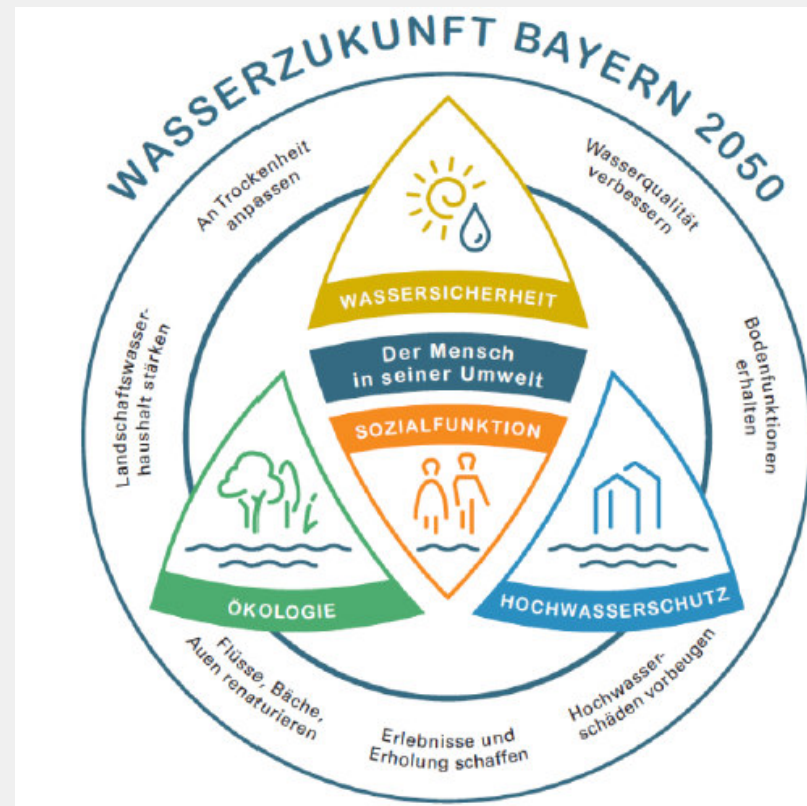 WASSERZUKUNFT BAYERN 2050
An Trockenheit
anpassen
Wasserqualität
verbessern
WASSERSICHERHEIT
Der Mensch
in seiner Umwelt
SOZIALFUNKTION
Landschaftswasser-
haushalt stärken
Bodenfunktionen
erhalten
ÖKOLOGIE
HOCHWASSERSCHUTZ
Flüsse, Bäche,
Auen renaturieren
Erlebnisse und
Erholung schaffen
Hochwasser-
schäden vorbeugen